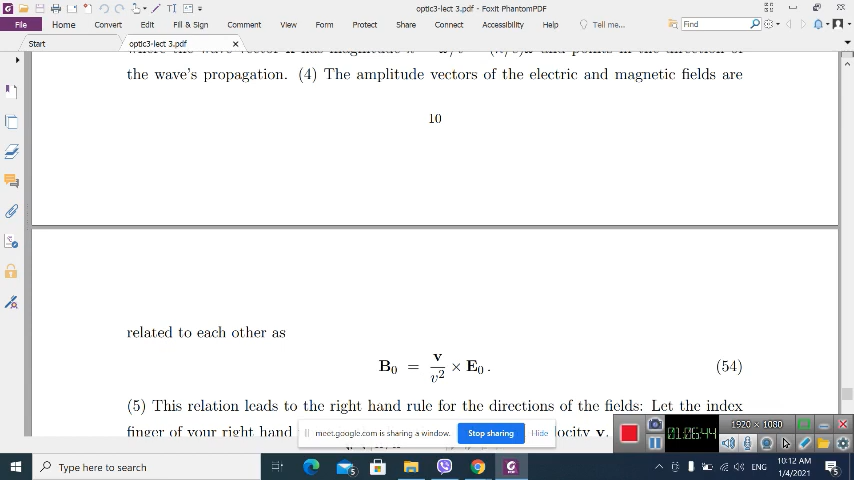 optic3-lect 3.pdf - Foxit PhantomPDF
File Home Convert Edit Fill & Sign Comment View Form Protect Share Connect Accessibility Help Tell me... Find
Start optic3-lect 3.pdf
the wave's propagation. (4) The amplitude vectors of the electric and magnetic fields are
10
related to each other as
B₀ = v/v² × E₀ . (54)
(5) This relation leads to the right hand rule for the directions of the fields: Let the index
finger of your right hand
locity v.
meet.google.com is sharing a window. Stop sharing Hide
1920 × 1080
01:06:44
Type here to search
5
ENG
10:12 AM
1/4/2021
5